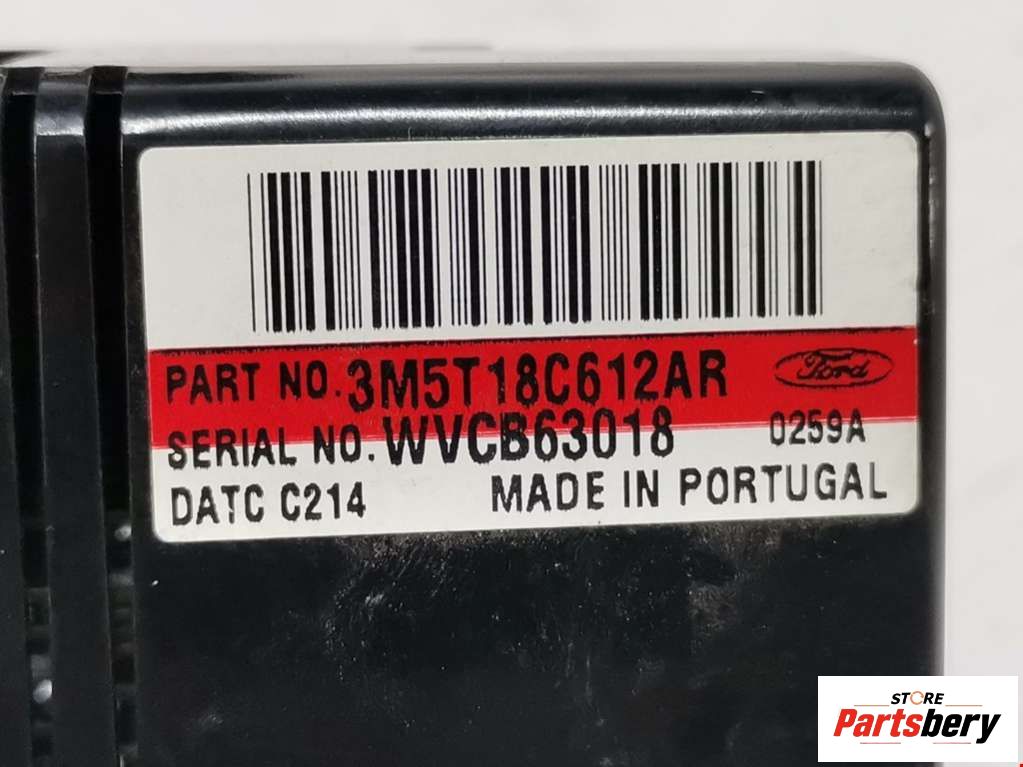 PART NO. 3M5T18C612AR
Ford
SERIAL NO. WVCB63018
0259A
DATC C214
MADE IN PORTUGAL
STORE
Partsbery